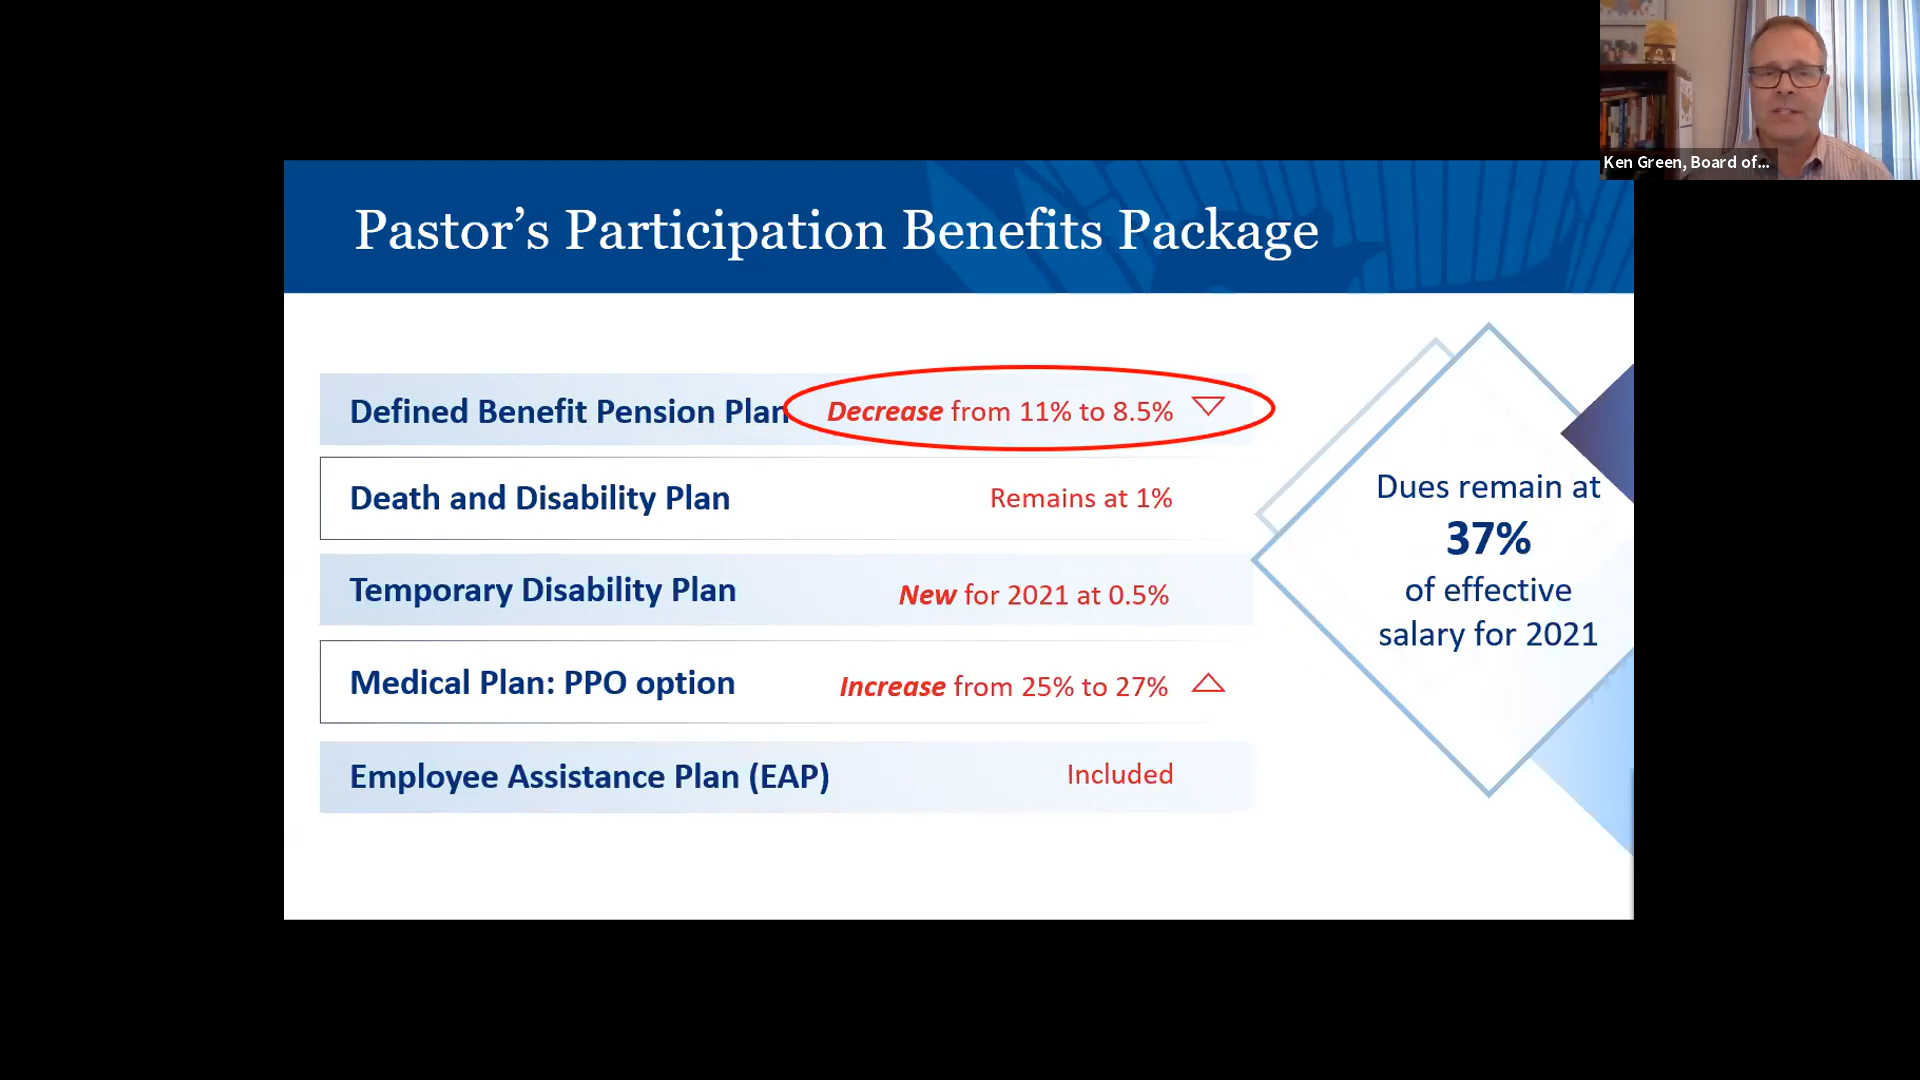 Ken Green, Board of...
Pastor’s Participation Benefits Package
Defined Benefit Pension Plan Decrease from 11% to 8.5%
Death and Disability Plan Remains at 1%
Temporary Disability Plan New for 2021 at 0.5%
Medical Plan: PPO option Increase from 25% to 27%
Employee Assistance Plan (EAP) Included
Dues remain at
37%
of effective
salary for 2021